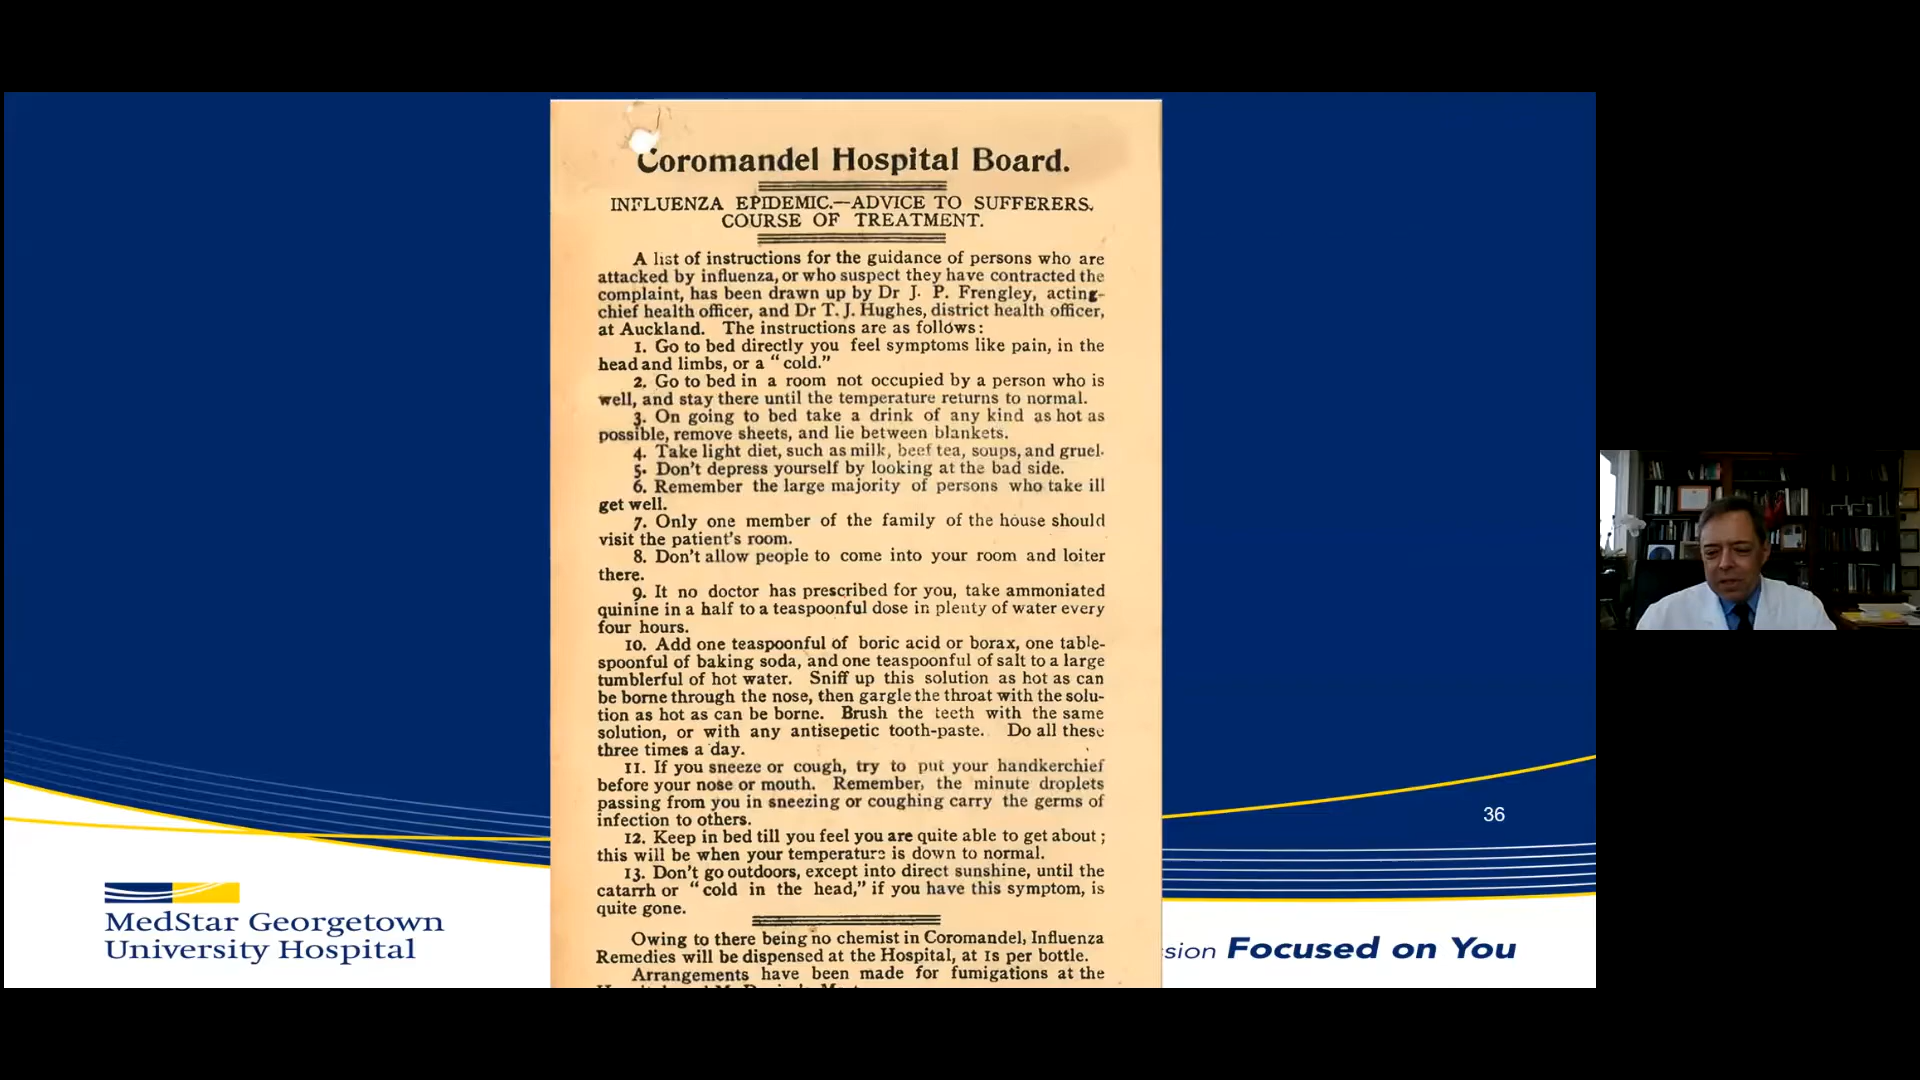 Coromandel Hospital Board.
INFLUENZA EPIDEMIC.—ADVICE TO SUFFERERS.
COURSE OF TREATMENT.
A list of instructions for the guidance of persons who are
attacked by influenza, or who suspect they have contracted the
complaint, has been drawn up by Dr J. P. Frengley, acting-
chief health officer, and Dr T. J. Hughes, district health officer,
at Auckland. The instructions are as follows:
1. Go to bed directly you feel symptoms like pain, in the
head and limbs, or a "cold."
2. Go to bed in a room not occupied by a person who is
well, and stay there until the temperature returns to normal.
3. On going to bed take a drink of any kind as hot as
possible, remove sheets, and lie between blankets.
4. Take light diet, such as milk, beef tea, soups, and gruel.
5. Don't depress yourself by looking at the bad side.
6. Remember the large majority of persons who take ill
get well.
7. Only one member of the family of the house should
visit the patient's room.
8. Don't allow people to come into your room and loiter
there.
9. It no doctor has prescribed for you, take ammoniated
quinine in a half to a teaspoonful dose in plenty of water every
four hours.
10. Add one teaspoonful of boric acid or borax, one table-
spoonful of baking soda, and one teaspoonful of salt to a large
tumblerful of hot water. Sniff up this solution as hot as can
be borne through the nose, then gargle the throat with the solu-
tion as hot as can be borne. Brush the teeth with the same
solution, or with any antisepetic tooth-paste. Do all these
three times a day.
11. If you sneeze or cough, try to put your handkerchief
before your nose or mouth. Remember, the minute droplets
passing from you in sneezing or coughing carry the germs of
infection to others.
12. Keep in bed till you feel you are quite able to get about;
this will be when your temperature is down to normal.
13. Don't go outdoors, except into direct sunshine, until the
catarrh or "cold in the head," if you have this symptom, is
quite gone.
Owing to there being no chemist in Coromandel, Influenza
Remedies will be dispensed at the Hospital, at 1s per bottle.
Arrangements have been made for fumigations at the
36
MedStar Georgetown
University Hospital
sion Focused on You